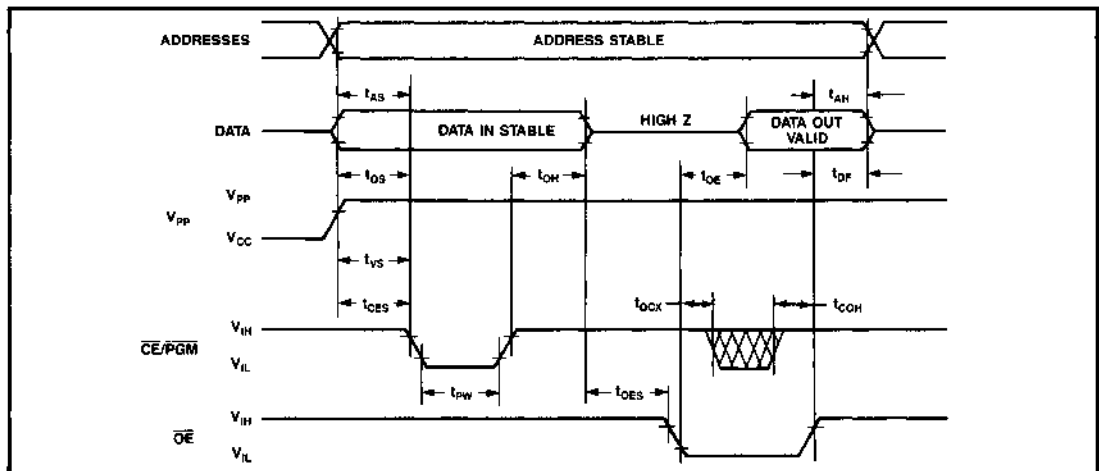 ADDRESSES
ADDRESS STABLE
tAS
tAH
DATA
DATA IN STABLE
HIGH Z
DATA OUT
VALID
tDS
tOH
tOE
tDF
VPP
VPP
VCC
tVS
tCES
tOCX
tCOH
VIH
CE/PGM
VIL
tPW
tOES
VIH
OE
VIL